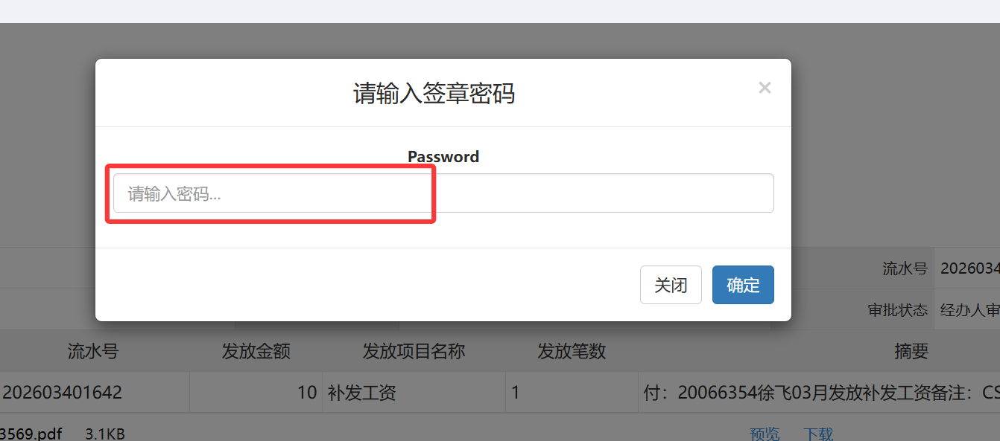 请输入签章密码 ×
Password
请输入密码...
关闭 确定
流水号 2026034
审批状态 经办人审
流水号 发放金额 发放项目名称 发放笔数 摘要
202603401642 10 补发工资 1 付：20066354徐飞03月发放补发工资备注：CS
3569.pdf 3.1KB 预览 下载